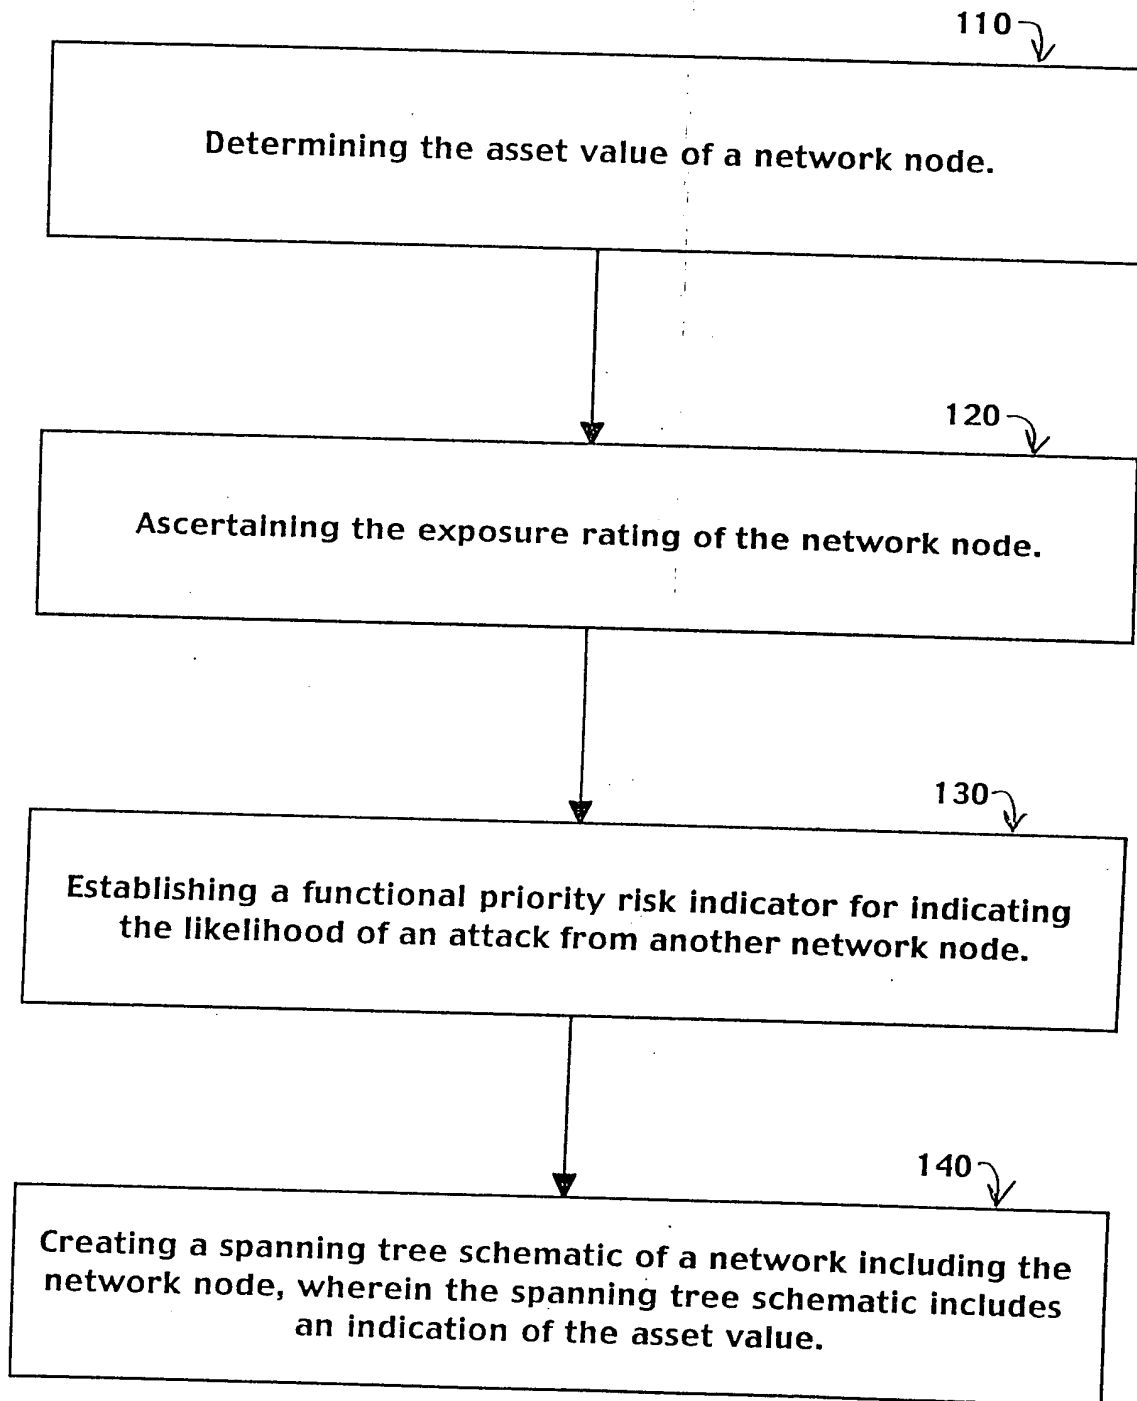 110
Determining the asset value of a network node.
120
Ascertaining the exposure rating of the network node.
130
Establishing a functional priority risk indicator for indicating
the likelihood of an attack from another network node.
140
Creating a spanning tree schematic of a network including the
network node, wherein the spanning tree schematic includes
an indication of the asset value.